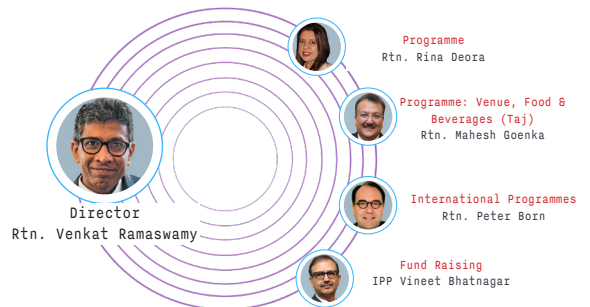 Programme
Rtn. Rina Deora
Programme: Venue, Food &
Beverages (Taj)
Rtn. Mahesh Goenka
Director
Rtn. Venkat Ramaswamy
International Programmes
Rtn. Peter Born
Fund Raising
IPP Vineet Bhatnagar